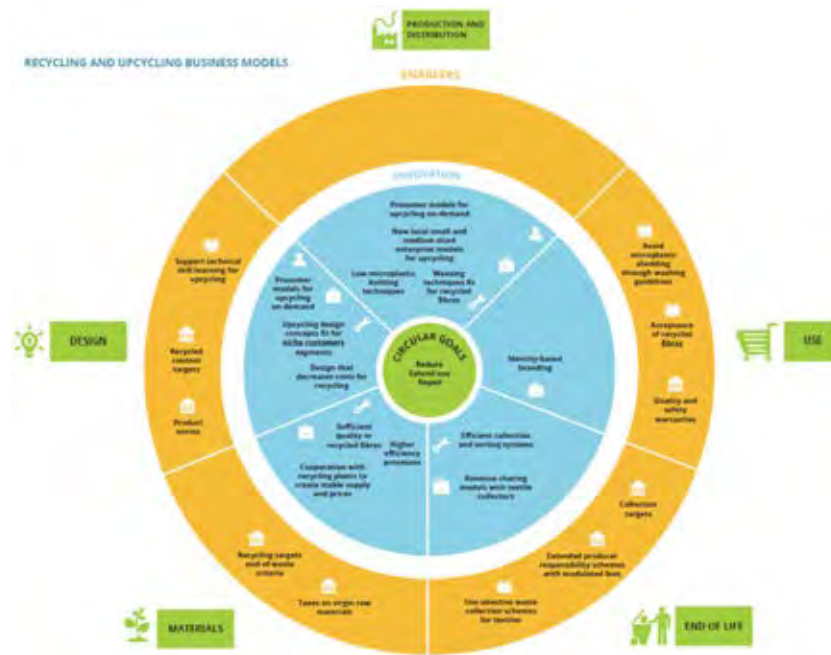 PRODUCTION AND
DISTRIBUTION
RECYCLING AND UPCYCLING BUSINESS MODELS
ENABLERS
INNOVATION
Prosumer models for
upcycling on-demand
New local small and
medium-sized
enterprise models
for upcycling
Low microplastic
knitting
techniques
Weaving
techniques fit
for recycled
fibres
Support technical
skill learning for
upcycling
Recycled
content targets
Product
norms
Prosumer
models for
upcycling
on-demand
Upcycling design
concepts fit for
niche customers
segments
Design that
decreases costs for
recycling
CIRCULAR GOALS
Reduce
Extend use
Repair
Identity-based
branding
Avoid
microplastic
shedding
through washing
guidelines
Acceptance
of recycled
fibres
Quality and
safety
warranties
DESIGN
USE
Sufficient
quality in
recycled fibres
Higher
efficiency
processes
Cooperation with
recycling plants to
create stable supply
and prices
Efficient collection
and sorting systems
Revenue sharing
models with textile
collectors
Recycling targets
end-of-waste
criteria
Taxes on virgin raw
materials
Collection
targets
Extended producer
responsibility schemes
with modulated fees
Use selective waste
collection schemes
for textiles
MATERIALS
END OF LIFE